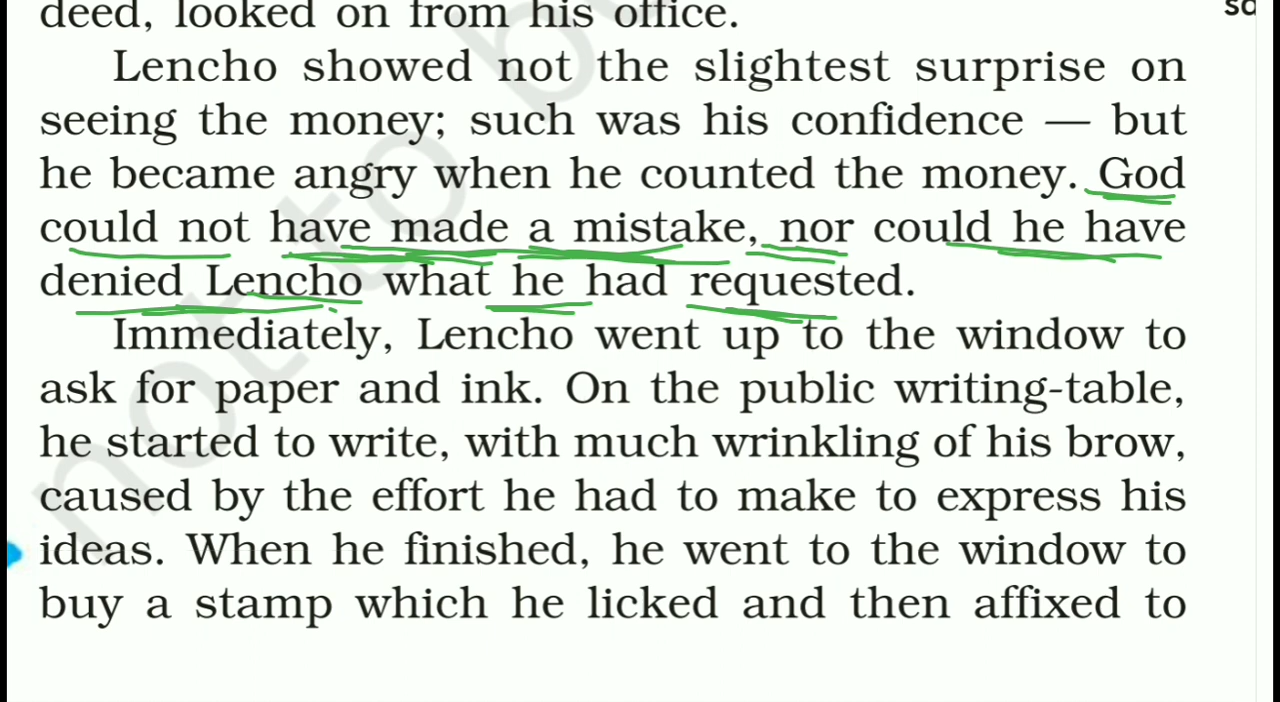 deed, looked on from his office.
Lencho showed not the slightest surprise on
seeing the money; such was his confidence — but
he became angry when he counted the money. God
could not have made a mistake, nor could he have
denied Lencho what he had requested.
Immediately, Lencho went up to the window to
ask for paper and ink. On the public writing-table,
he started to write, with much wrinkling of his brow,
caused by the effort he had to make to express his
ideas. When he finished, he went to the window to
buy a stamp which he licked and then affixed to
not to b